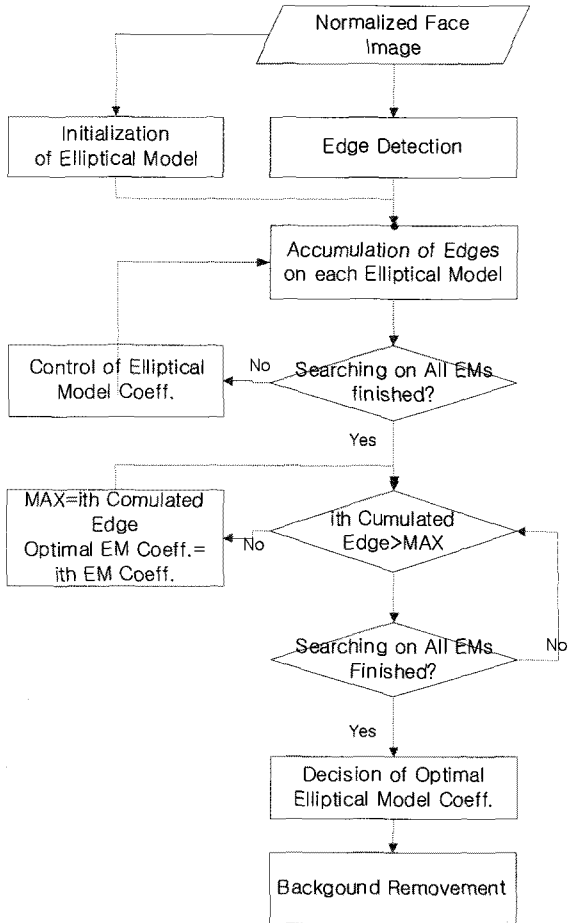 Normalized Face
Image
Initialization
of Elliptical Model
Edge Detection
Accumulation of Edges
on each Elliptical Model
Control of Elliptical
Model Coeff.
No
Searching on All EMs
finished?
Yes
MAX=ith Comulated
Edge
Optimal EM Coeff.=
ith EM Coeff.
No
ith Cumulated
Edge>MAX
Searching on All EMs
Finished?
No
Yes
Decision of Optimal
Elliptical Model Coeff.
Backgound Removement